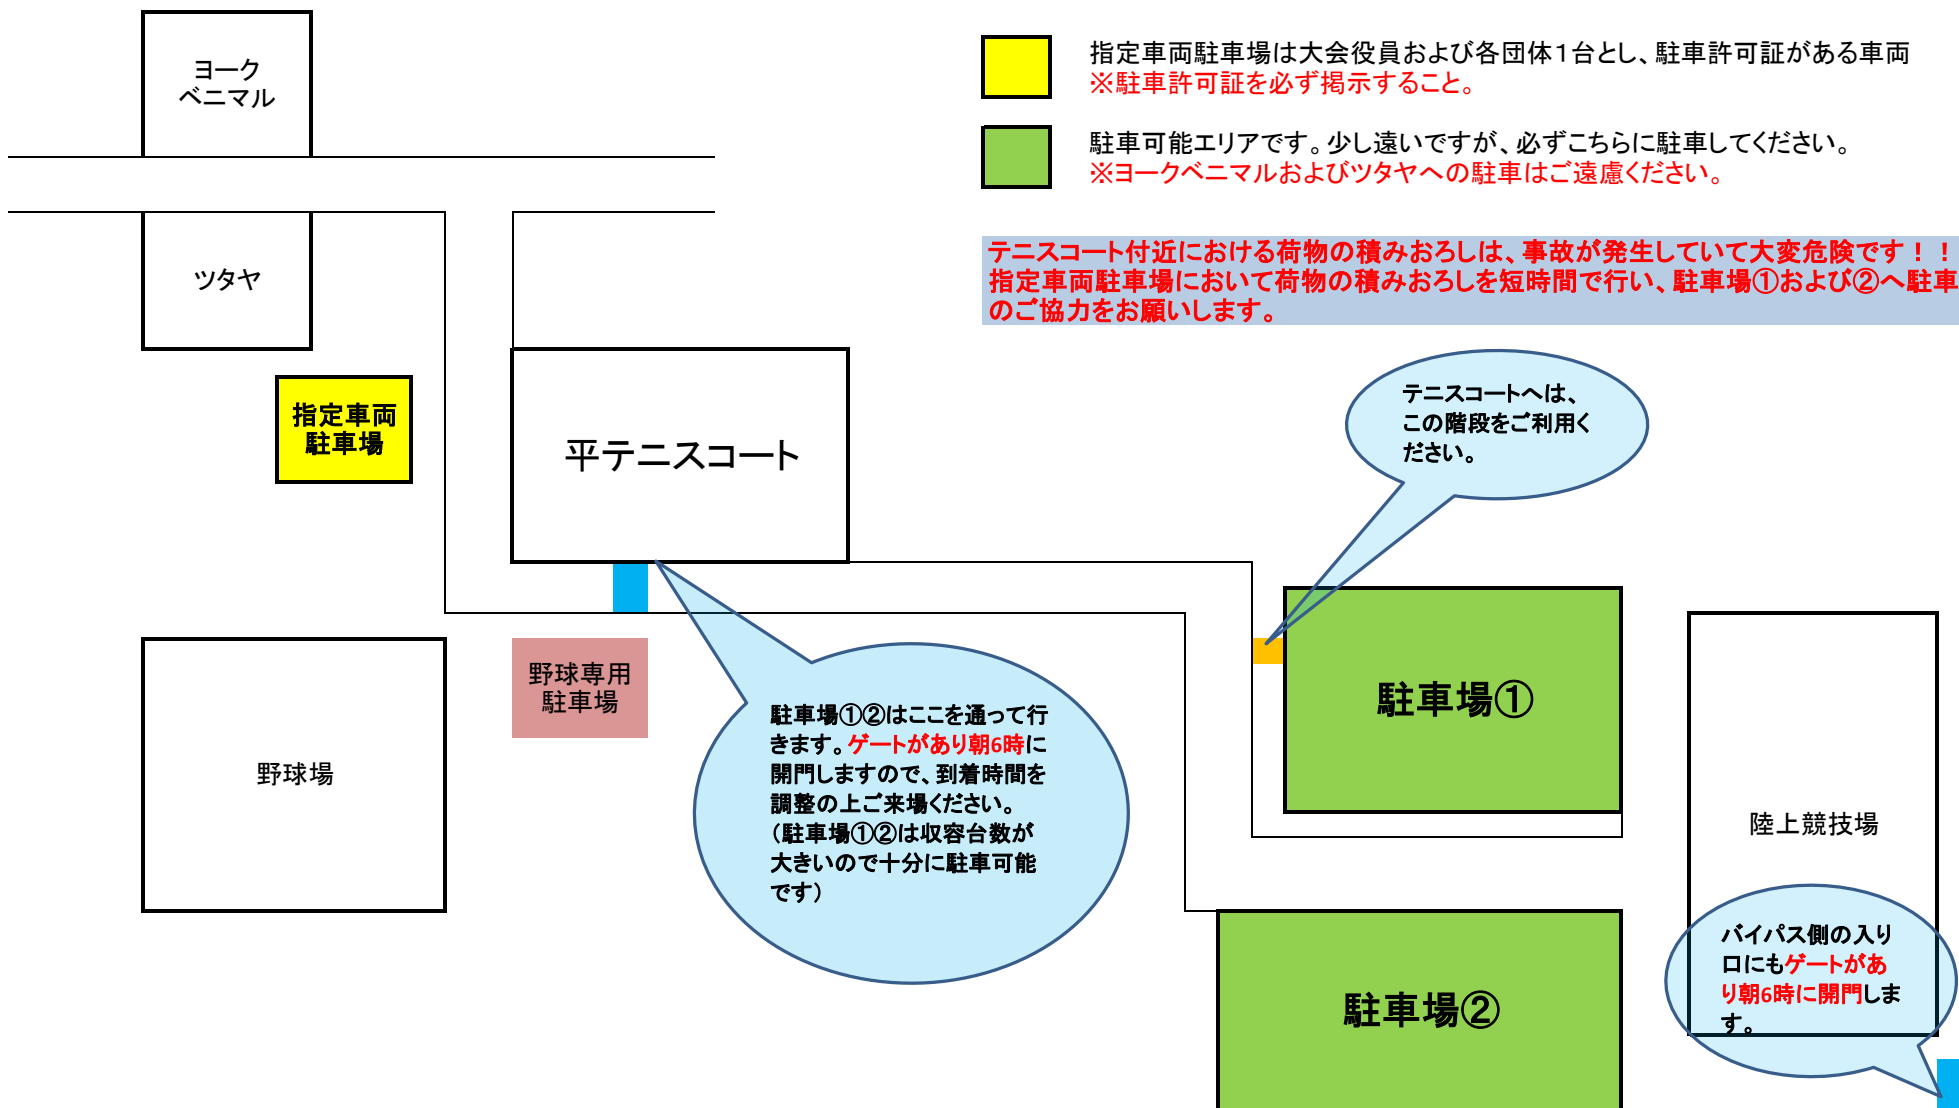 ヨーク
ベニマル
指定車両駐車場は大会役員および各団体1台とし、駐車許可証がある車両
※駐車許可証を必ず掲示すること。
駐車可能エリアです。少し遠いですが、必ずこちらに駐車してください。
※ヨークベニマルおよびツタヤへの駐車はご遠慮ください。
ツタヤ
テニスコート付近における荷物の積みおろしは、事故が発生していて大変危険です！！
指定車両駐車場において荷物の積みおろしを短時間で行い、駐車場①および②へ駐車
のご協力をお願いします。
指定車両
駐車場
平テニスコート
テニスコートへは、
この階段をご利用く
ださい。
野球専用
駐車場
野球場
駐車場①②はここを通って行
きます。ゲートがあり朝6時に
開門しますので、到着時間を
調整の上ご来場ください。
（駐車場①②は収容台数が
大きいので十分に駐車可能
です）
駐車場①
陸上競技場
駐車場②
バイパス側の入り
口にもゲートがあ
り朝6時に開門しま
す。